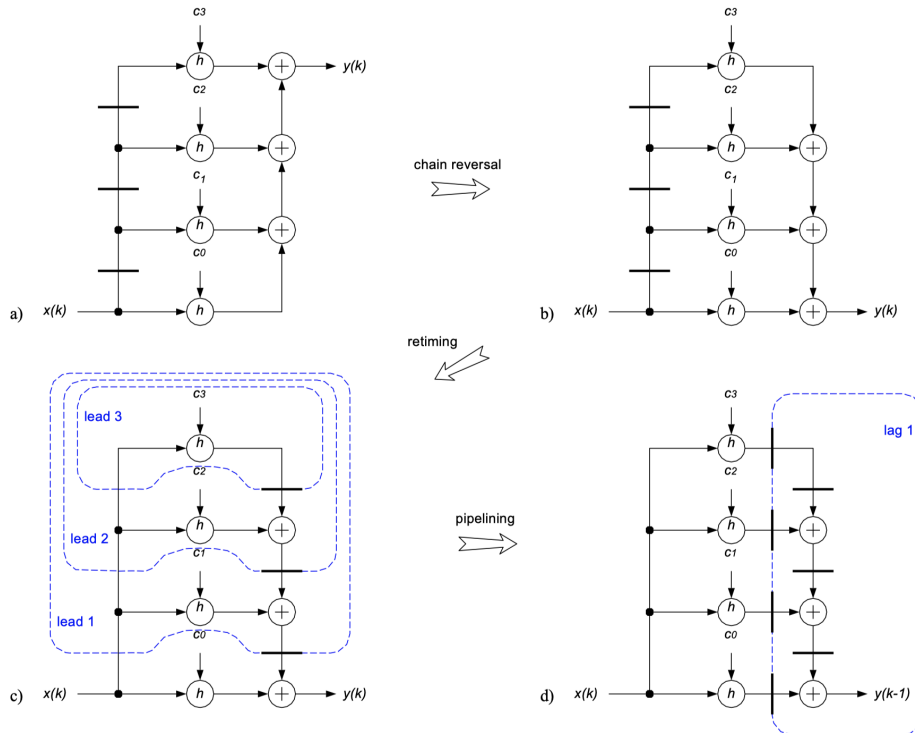 c3
h
+
y(k)
c2
h
+
c1
h
+
c0
a)
x(k)
h
chain reversal
c3
h
c2
h
+
c1
h
+
c0
b)
x(k)
h
+
y(k)
retiming
lead 3
c3
h
c2
lead 2
h
+
c1
lead 1
h
+
c0
c)
x(k)
h
+
y(k)
pipelining
c3
lag 1
h
c2
h
+
c1
h
+
c0
d)
x(k)
h
+
y(k-1)